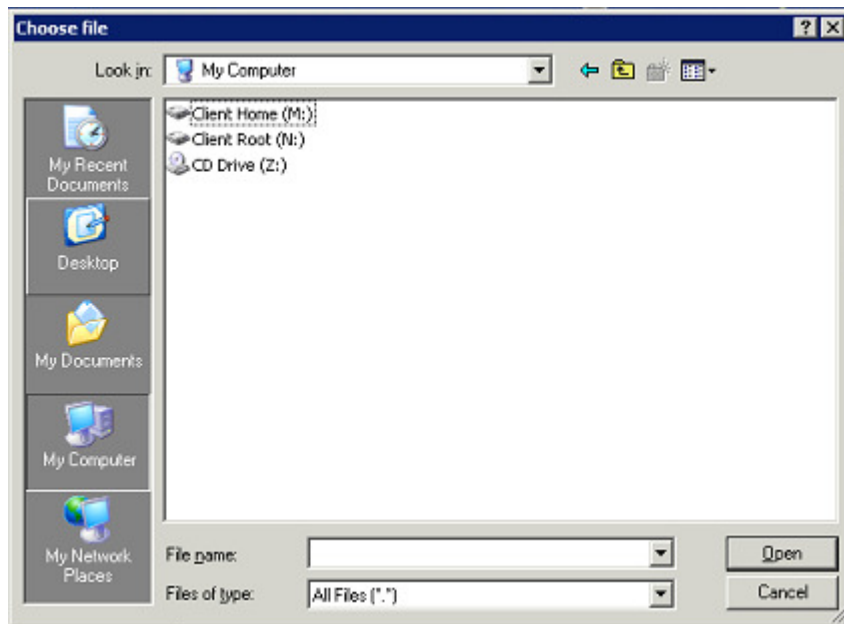 Choose file
Look in:
My Computer
Client Home (M:)
Client Root (N:)
CD Drive (Z:)
My Recent
Documents
Desktop
My Documents
My Computer
My Network
Places
File name:
Open
Files of type:
All Files (*.*)
Cancel